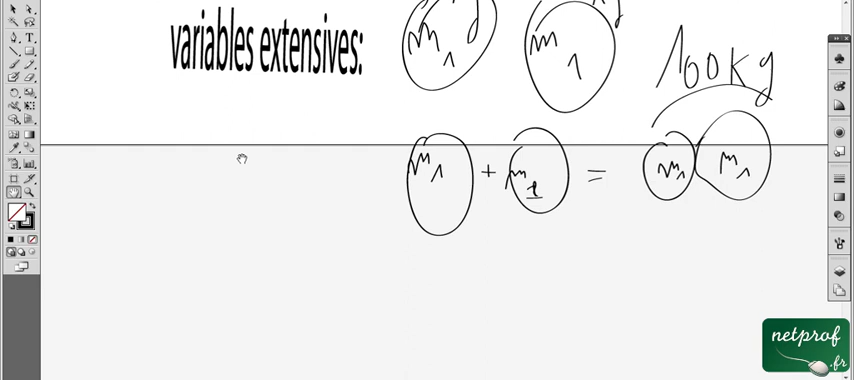 variables extensives:
m1 m1
100Kg
m1 + m1 = m1 m1
netprof
.fr